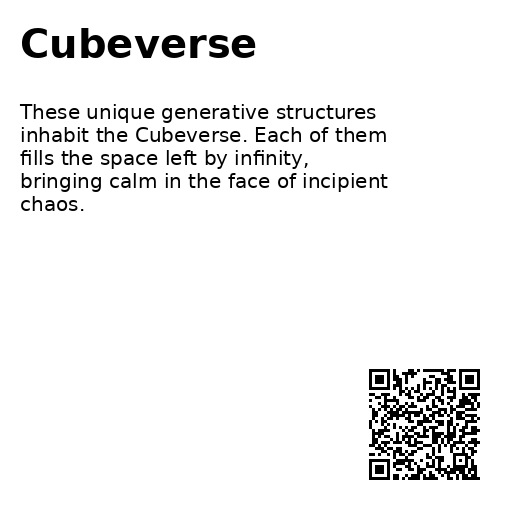 Cubeverse
These unique generative structures
inhabit the Cubeverse. Each of them
fills the space left by infinity,
bringing calm in the face of incipient
chaos.